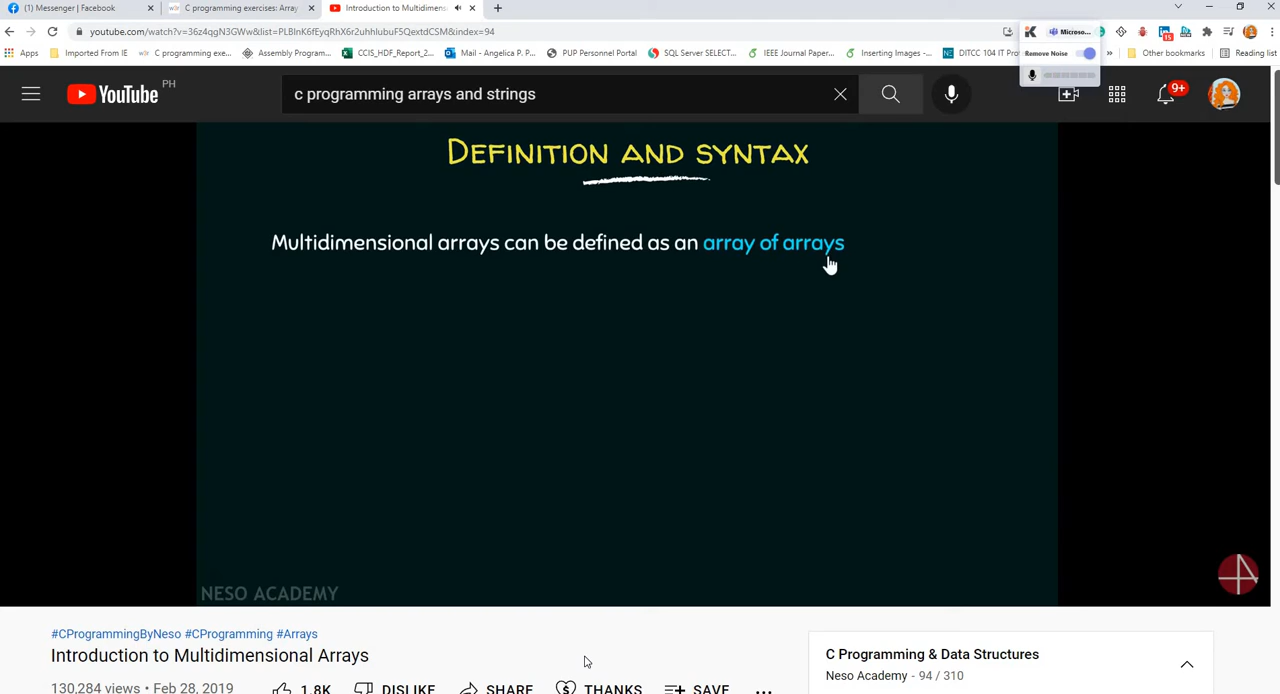 (1) Messenger | Facebook
C programming exercises: Array
Introduction to Multidimens
youtube.com/watch?v=36z4qgN3GWw&list=PLBInK6fEyqRhX6r2uhhlubuF5QextdCSM&index=94
Microso...
Apps
Imported From IE
C programming exe...
Assembly Program...
CCIS_HDF_Report_2...
Mail - Angelica P. P...
PUP Personnel Portal
SQL Server SELECT...
IEEE Journal Paper...
Inserting Images -...
DITCC 104 IT Pro
15
Remove Noise
»
Other bookmarks
Reading list
YouTube PH
c programming arrays and strings
9+
DEFINITION AND SYNTAX
Multidimensional arrays can be defined as an array of arrays
NESO ACADEMY
#CProgrammingByNeso #CProgramming #Arrays
Introduction to Multidimensional Arrays
130,284 views • Feb 28, 2019
1.8K
DISLIKE
SHARE
THANKS
SAVE
...
C Programming & Data Structures
Neso Academy - 94 / 310